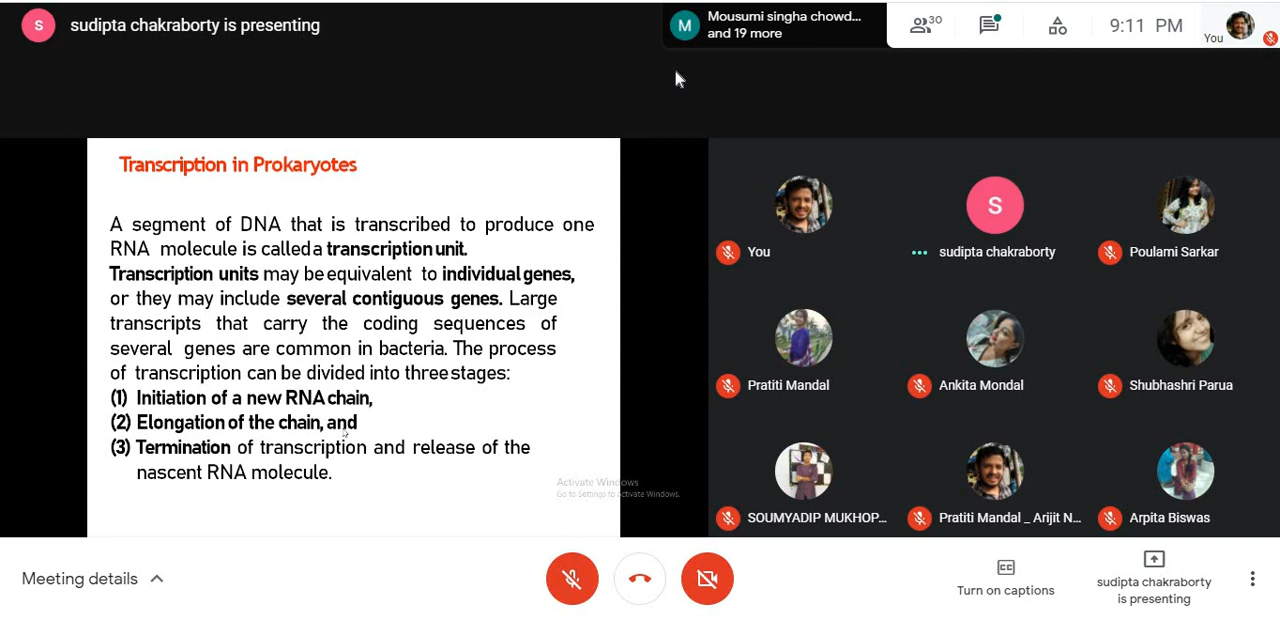 S
sudipta chakraborty is presenting
M
Mousumi singha chowd...
and 19 more
30
9:11 PM
You
Transcription in Prokaryotes
A segment of DNA that is transcribed to produce one
RNA molecule is called a transcription unit.
Transcription units may be equivalent to individual genes,
or they may include several contiguous genes. Large
transcripts that carry the coding sequences of
several genes are common in bacteria. The process
of transcription can be divided into three stages:
(1) Initiation of a new RNA chain,
(2) Elongation of the chain, and
(3) Termination of transcription and release of the
nascent RNA molecule.
Activate Windows
Go to Settings to activate Windows.
You
S
sudipta chakraborty
Poulami Sarkar
Pratiti Mandal
Ankita Mondal
Shubhashri Parua
SOUMYADIP MUKHOP...
Pratiti Mandal _ Arijit N...
Arpita Biswas
Meeting details
CC
Turn on captions
sudipta chakraborty
is presenting